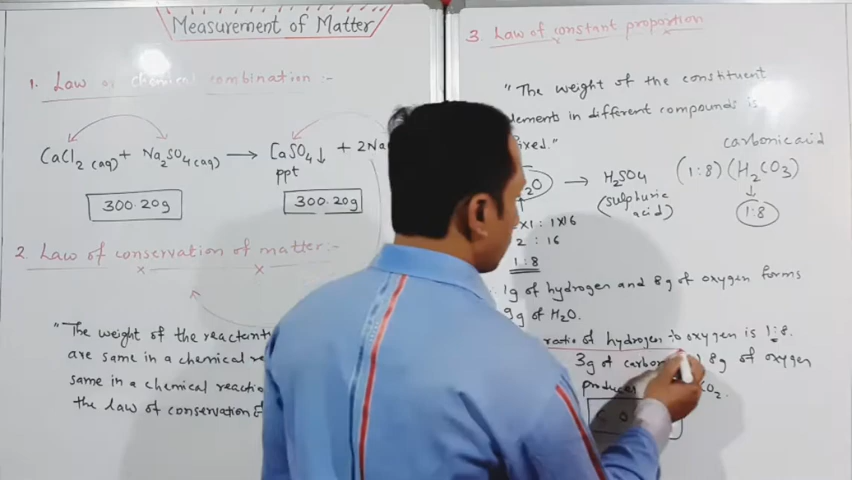 Measurement of Matter
1. Law of chemical combination :-
CaCl2 (aq) + Na2SO4 (aq) → CaSO4↓ + 2Na
ppt
300.20g 300.20g
2. Law of conservation of matter:-
"The weight of the reactant
are same in a chemical
same in a chemical
the law of conservation
3. Law of constant proportion
"The weight of the constituent
elements in different compounds is
fixed."
carbonic acid
→ H2SO4 (1:8) (H2CO3)
(sulphuric
acid)
1:8
1:1X16
2 : 16
1:8
1g of hydrogen and 8g of oxygen forms
9g of H2O.
ratio of hydrogen to oxygen is 1:8.
3g of 8g of oxygen
produces